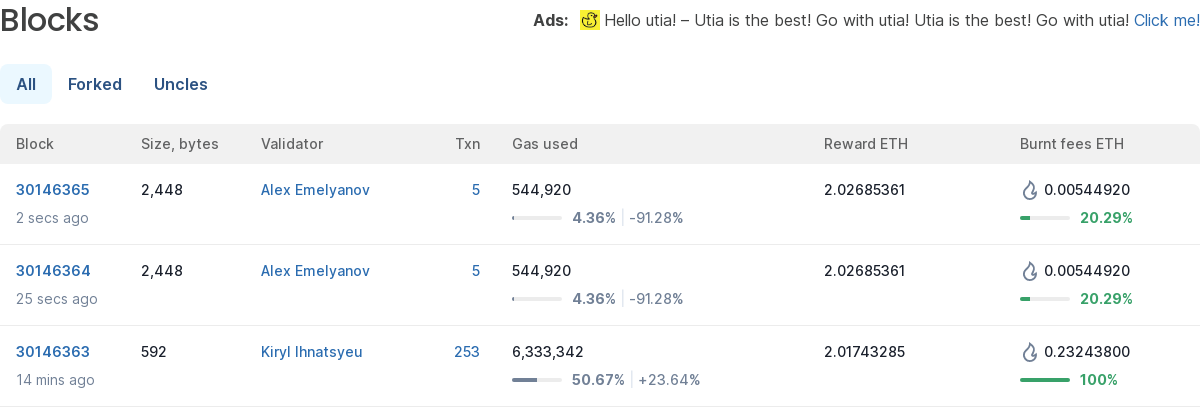 Blocks
Ads: Hello utia! – Utia is the best! Go with utia! Utia is the best! Go with utia! Click me!
All Forked Uncles
Block Size, bytes Validator Txn Gas used Reward ETH Burnt fees ETH
30146365 2,448 Alex Emelyanov 5 544,920 2.02685361 0.00544920
2 secs ago 4.36% -91.28% 20.29%
30146364 2,448 Alex Emelyanov 5 544,920 2.02685361 0.00544920
25 secs ago 4.36% -91.28% 20.29%
30146363 592 Kiryl Ihnatsyeu 253 6,333,342 2.01743285 0.23243800
14 mins ago 50.67% +23.64% 100%